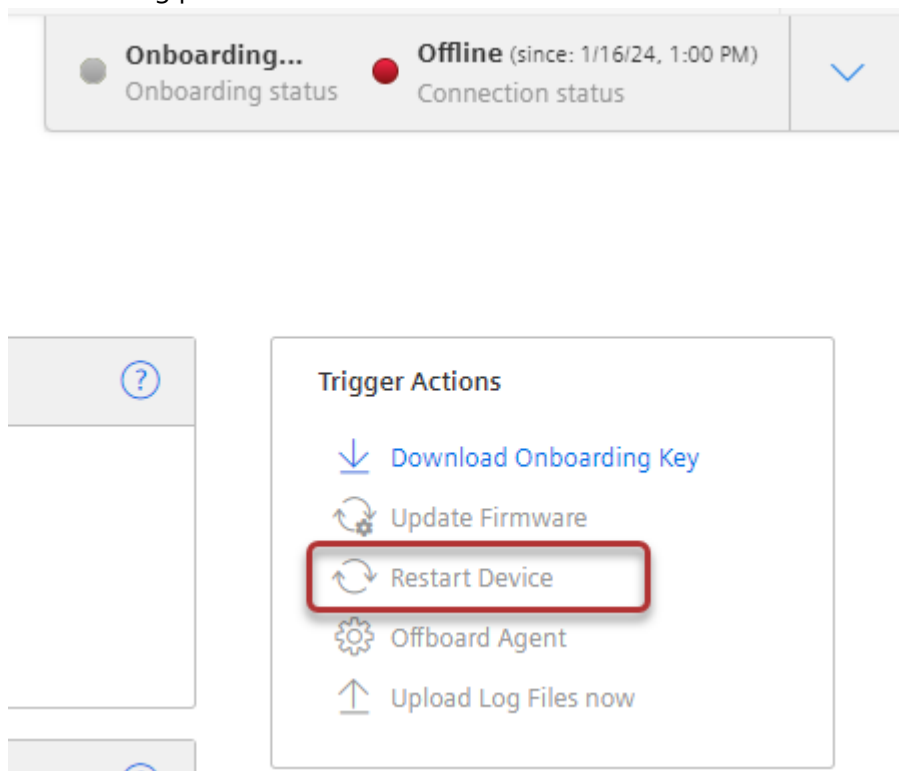 Onboarding... Offline (since: 1/16/24, 1:00 PM)
Onboarding status Connection status
?
Trigger Actions
Download Onboarding Key
Update Firmware
Restart Device
Offboard Agent
Upload Log Files now